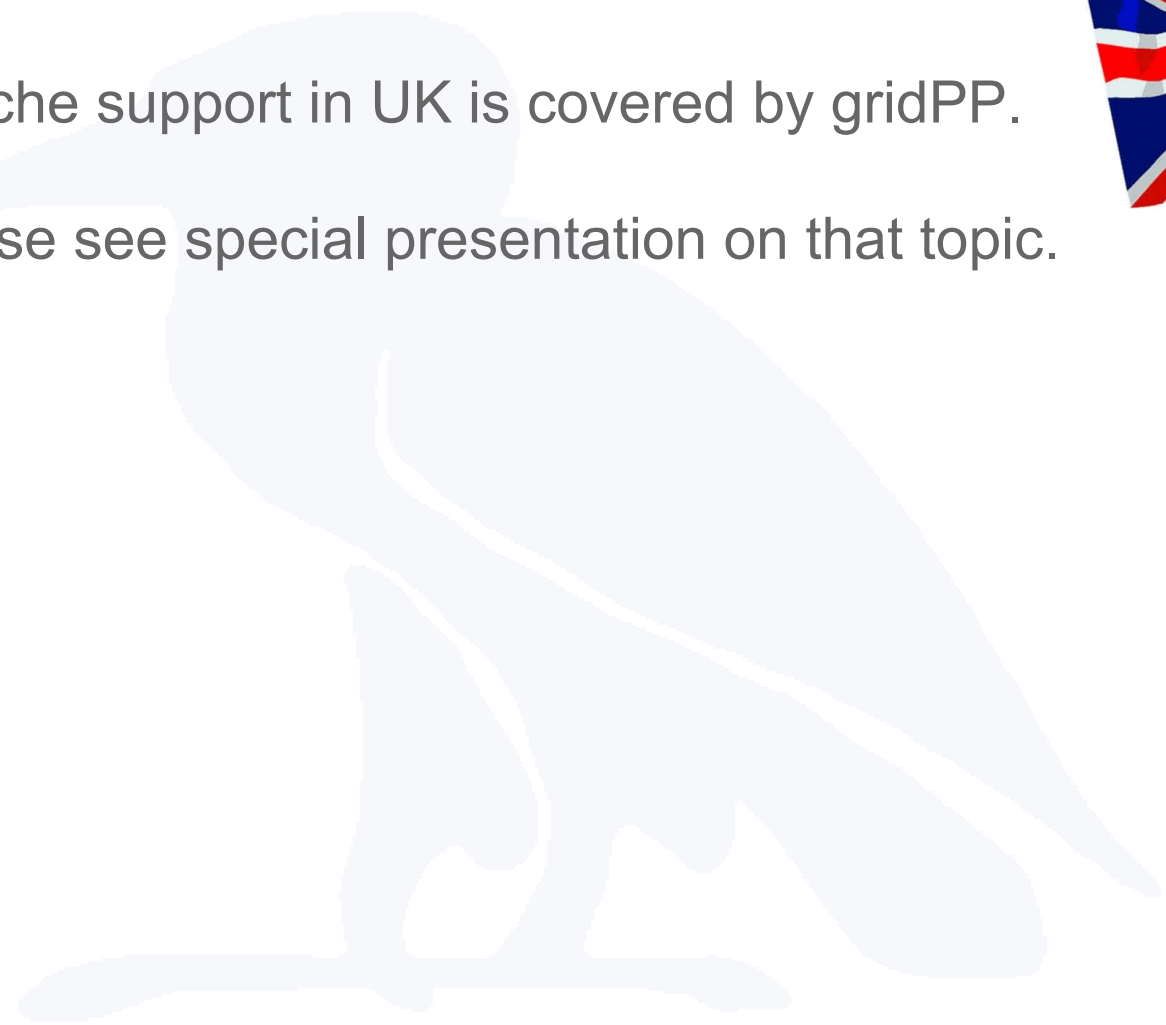 che support in UK is covered by gridPP.
se see special presentation on that topic.